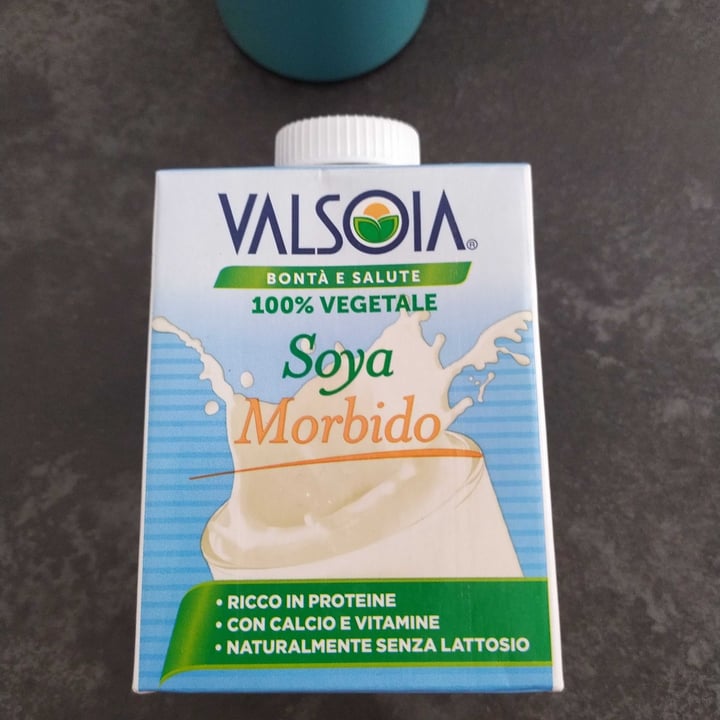 VALSOIA®
BONTÀ E SALUTE
100% VEGETALE
Soya
Morbido
• RICCO IN PROTEINE
• CON CALCIO E VITAMINE
• NATURALMENTE SENZA LATTOSIO